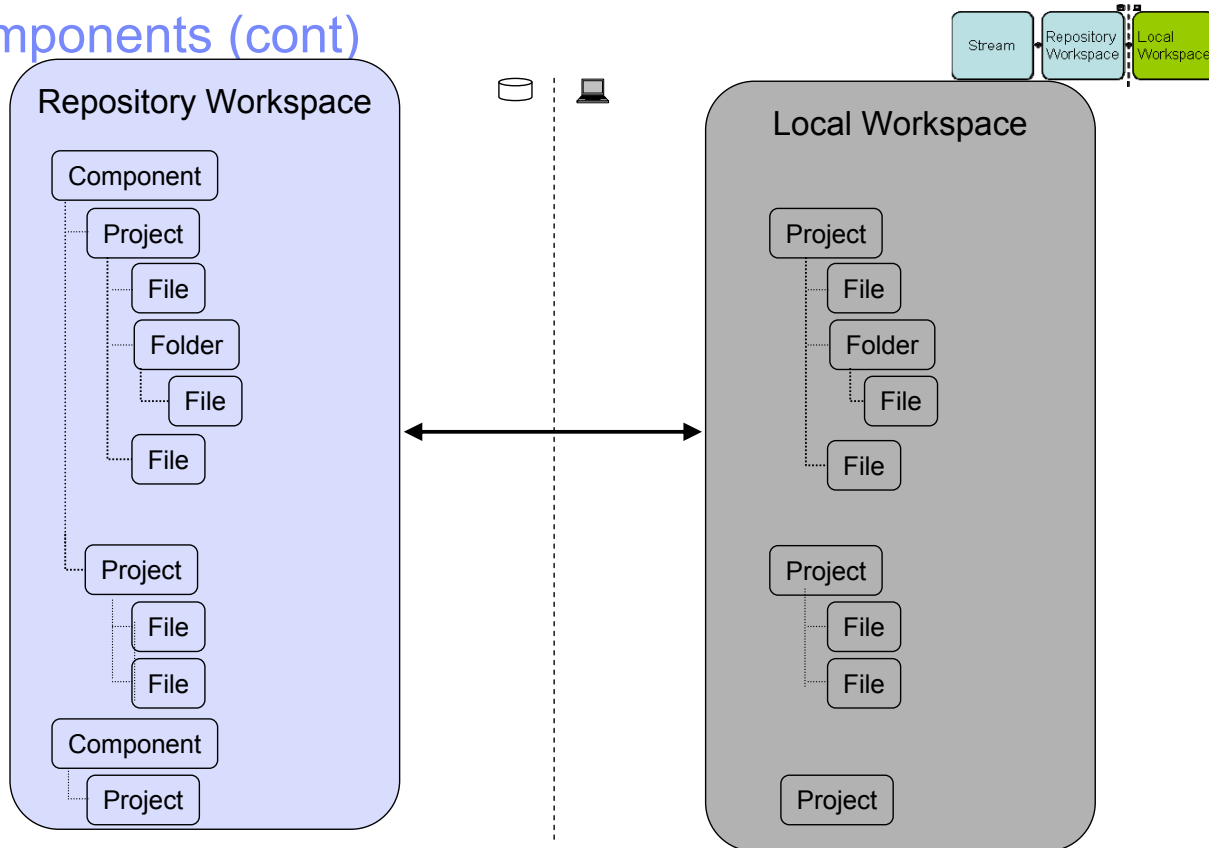 mponents (cont)
Stream
Repository
Workspace
Local
Workspace
Repository Workspace
Component
Project
File
Folder
File
File
Project
File
File
Component
Project
Local Workspace
Project
File
Folder
File
File
Project
File
File
Project